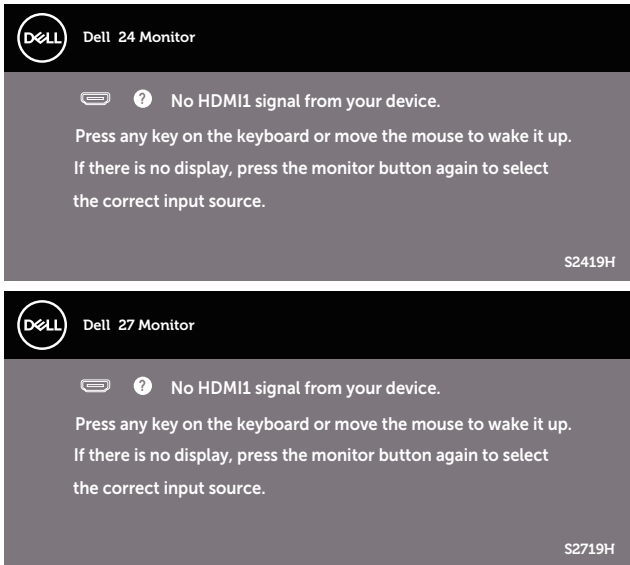 DELL
Dell 24 Monitor
? No HDMI1 signal from your device.
Press any key on the keyboard or move the mouse to wake it up.
If there is no display, press the monitor button again to select
the correct input source.
S2419H
DELL
Dell 27 Monitor
? No HDMI1 signal from your device.
Press any key on the keyboard or move the mouse to wake it up.
If there is no display, press the monitor button again to select
the correct input source.
S2719H